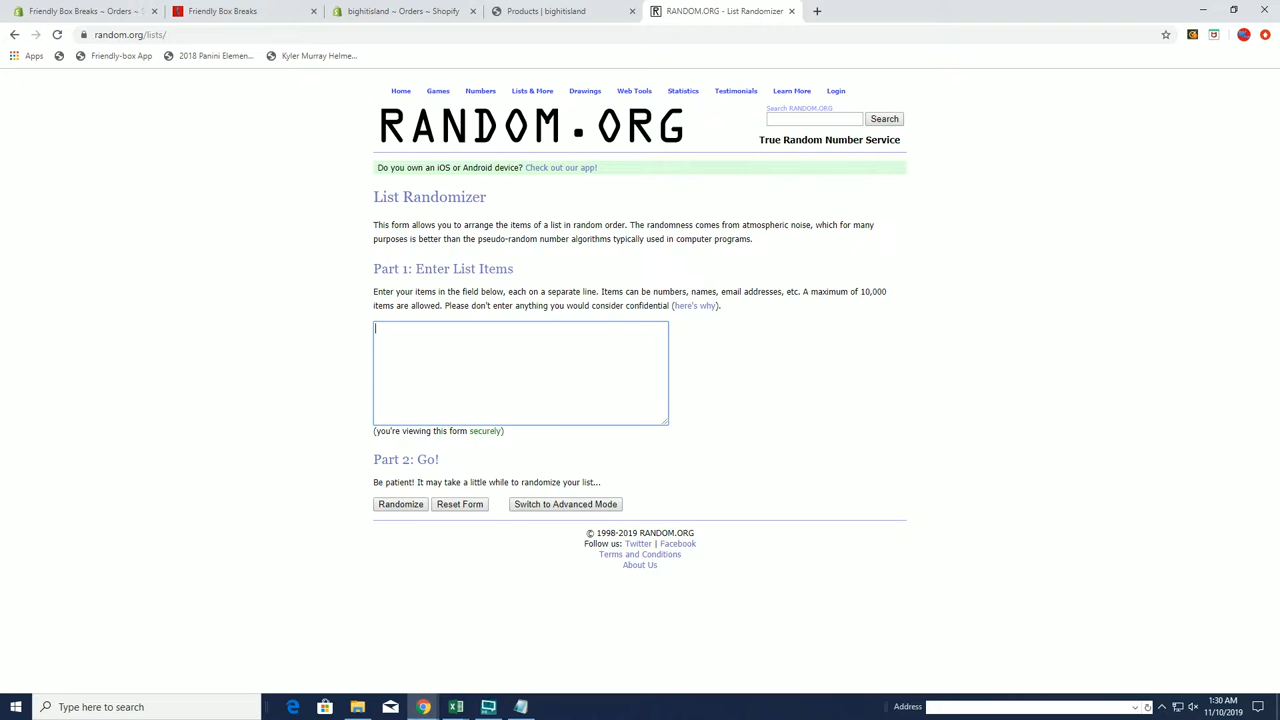 Friendly Box Breaks ~ Orders ~ S
Friendly Box Breaks
bightisland ~ Orders ~ Shopify
Products | bightisland
RANDOM.ORG - List Randomizer
random.org/lists/
Apps
Friendly-box App
2018 Panini Elemen...
Kyler Murray Helme...
Home Games Numbers Lists & More Drawings Web Tools Statistics Testimonials Learn More Login
RANDOM.ORG
Search RANDOM.ORG
Search
True Random Number Service
Do you own an iOS or Android device? Check out our app!
List Randomizer
This form allows you to arrange the items of a list in random order. The randomness comes from atmospheric noise, which for many
purposes is better than the pseudo-random number algorithms typically used in computer programs.
Part 1: Enter List Items
Enter your items in the field below, each on a separate line. Items can be numbers, names, email addresses, etc. A maximum of 10,000
items are allowed. Please don't enter anything you would consider confidential (here's why).
(you're viewing this form securely)
Part 2: Go!
Be patient! It may take a little while to randomize your list...
Randomize Reset Form Switch to Advanced Mode
© 1998-2019 RANDOM.ORG
Follow us: Twitter | Facebook
Terms and Conditions
About Us
Type here to search
Address
1:30 AM
11/10/2019